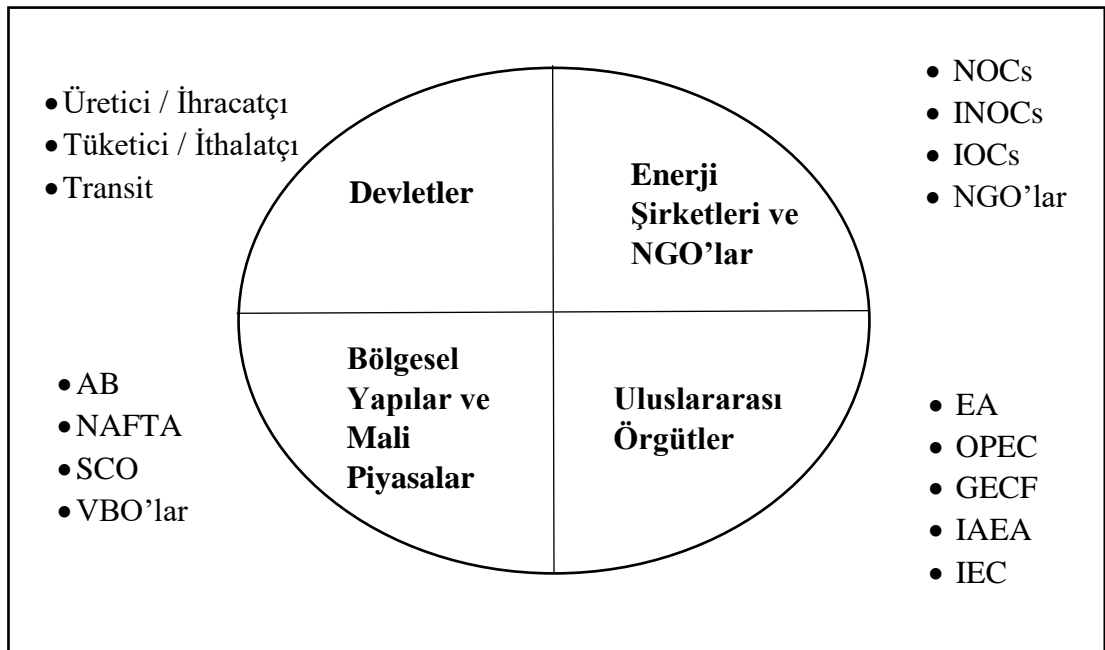 • Üretici / İhracatçı
• Tüketici / İthalatçı
• Transit
Devletler
Enerji
Şirketleri ve
NGO’lar
• NOCs
• INOCs
• IOCs
• NGO’lar
• AB
• NAFTA
• SCO
• VBO’lar
Bölgesel
Yapılar ve
Mali
Piyasalar
Uluslararası
Örgütler
• EA
• OPEC
• GECF
• IAEA
• IEC